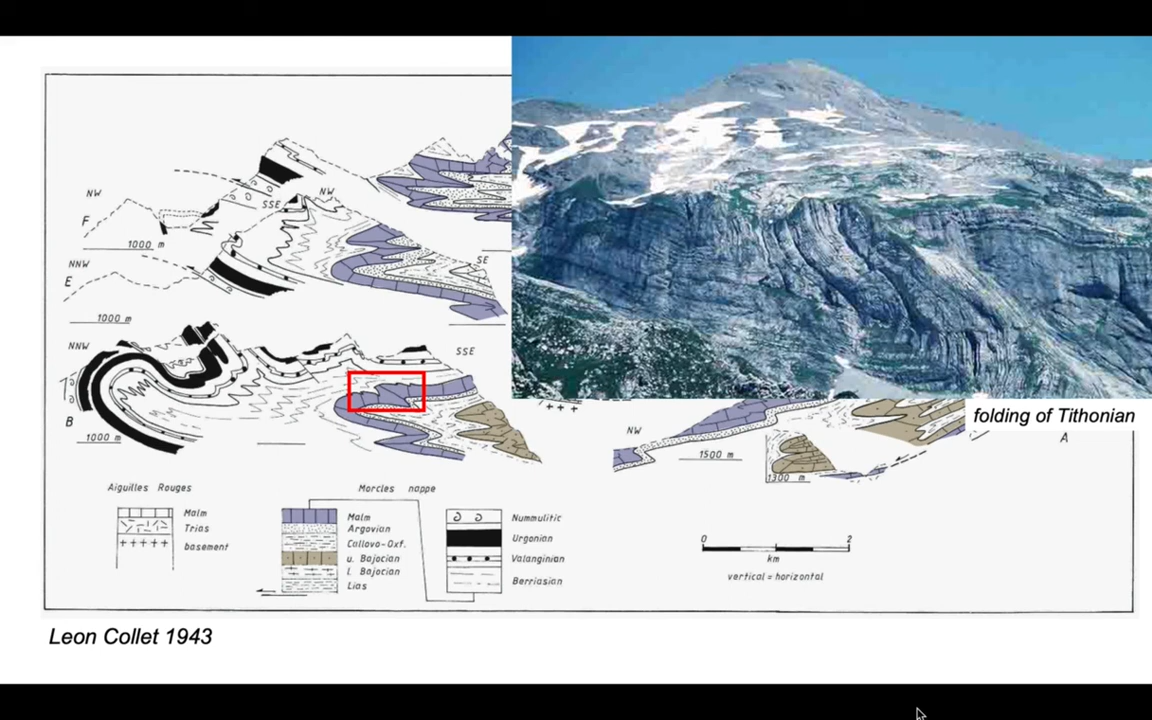 NW
NW
F
SSE
1000 m
SE
NNW
E
1000 m
NNW
SSE
B
1000 m
folding of Tithonian
A
NW
1500 m
1300 m
Aiguilles Rouges
Malm
Trias
basement
Morcles nappe
Malm
Argovian
Callovo-Oxf.
u. Bajocian
l. Bajocian
Lias
Nummulitic
Urgonian
Valanginian
Berriasian
0 2
km
vertical = horizontal
Leon Collet 1943